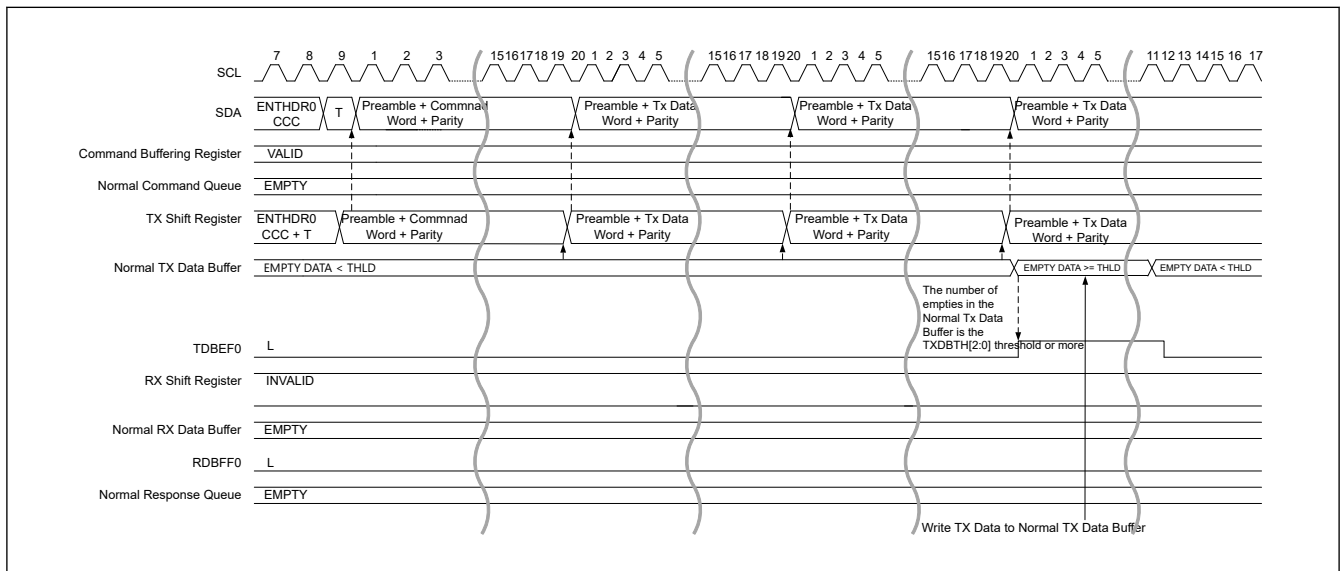 7 8 9 1 2 3 15 16 17 18 19 20 1 2 3 4 5 15 16 17 18 19 20 1 2 3 4 5 15 16 17 18 19 20 1 2 3 4 5 11 12 13 14 15 16 17
SCL
SDA
ENTHDR0
CCC
T
Preamble + Commnad
Word + Parity
Preamble + Tx Data
Word + Parity
Preamble + Tx Data
Word + Parity
Preamble + Tx Data
Word + Parity
Command Buffering Register
VALID
Normal Command Queue
EMPTY
TX Shift Register
ENTHDR0
CCC + T
Preamble + Commnad
Word + Parity
Preamble + Tx Data
Word + Parity
Preamble + Tx Data
Word + Parity
Preamble + Tx Data
Word + Parity
Normal TX Data Buffer
EMPTY DATA < THLD
EMPTY DATA >= THLD
EMPTY DATA < THLD
The number of
empties in the
Normal Tx Data
Buffer is the
TXDBTH[2:0] threshold or more
TDBEF0
L
RX Shift Register
INVALID
Normal RX Data Buffer
EMPTY
RDBFF0
L
Normal Response Queue
EMPTY
Write TX Data to Normal TX Data Buffer